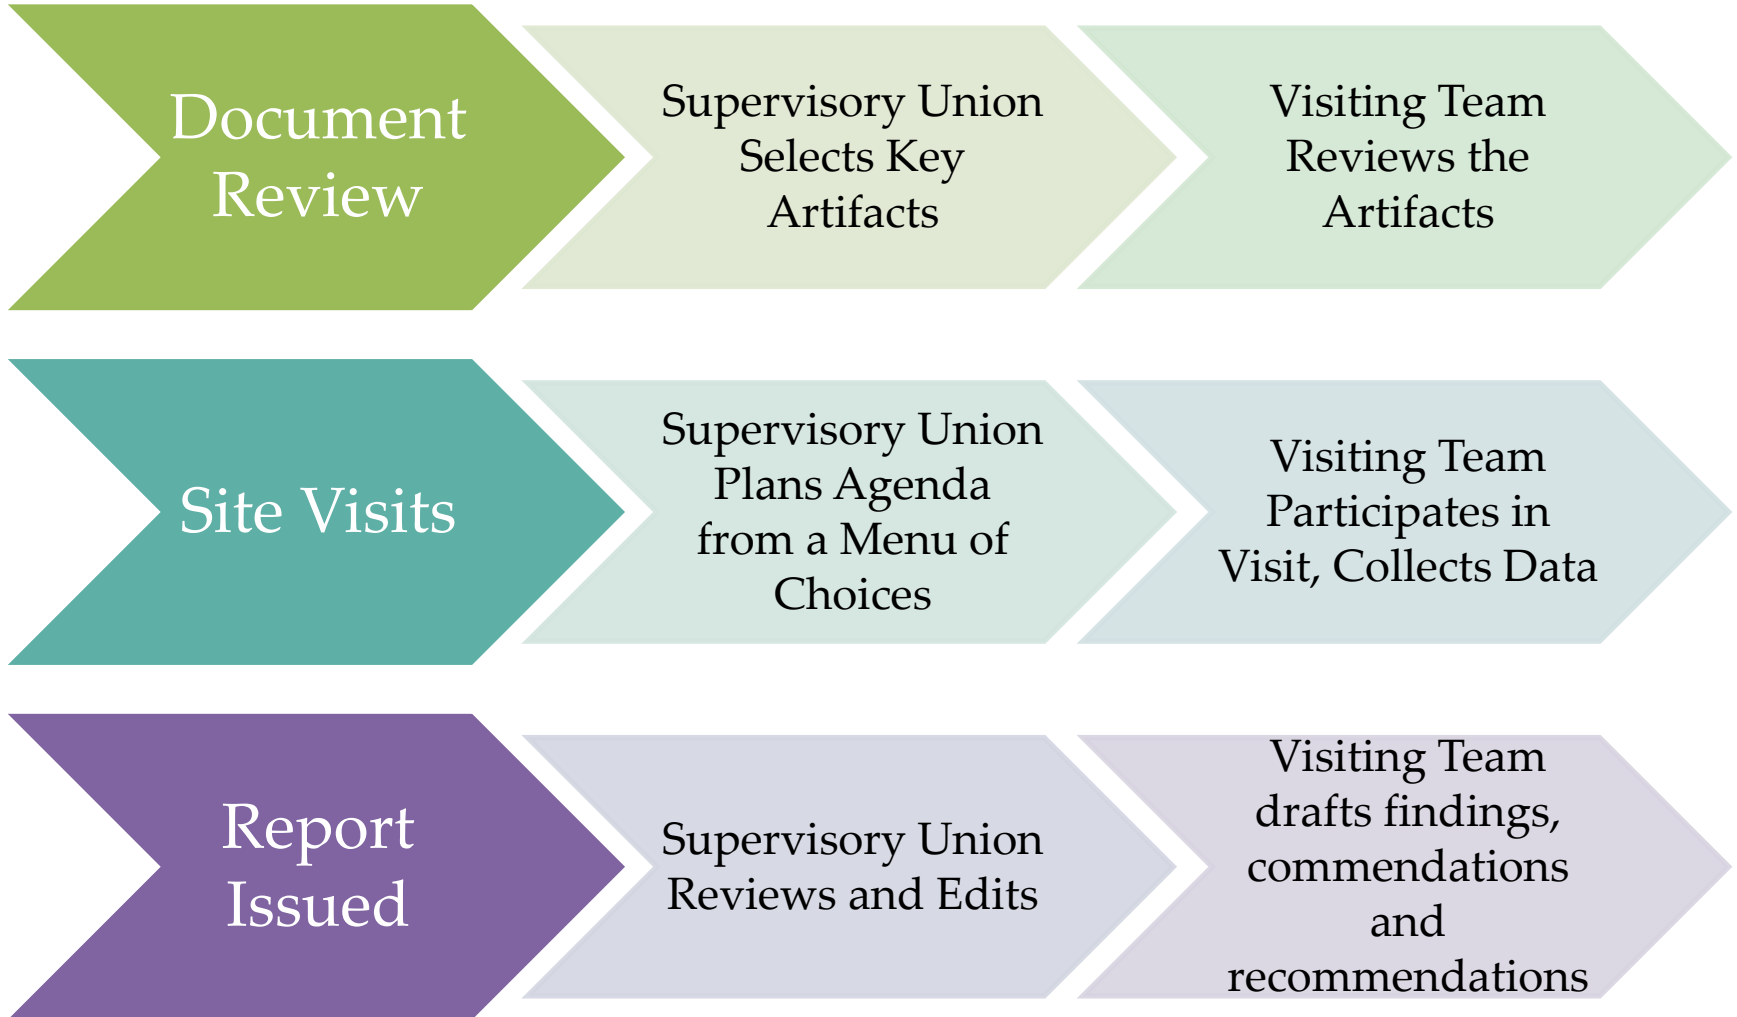 Document
Review
Supervisory Union
Selects Key
Artifacts
Visiting Team
Reviews the
Artifacts
Site Visits
Supervisory Union
Plans Agenda
from a Menu of
Choices
Visiting Team
Participates in
Visit, Collects Data
Report
Issued
Supervisory Union
Reviews and Edits
Visiting Team
drafts findings,
commendations
and
recommendations